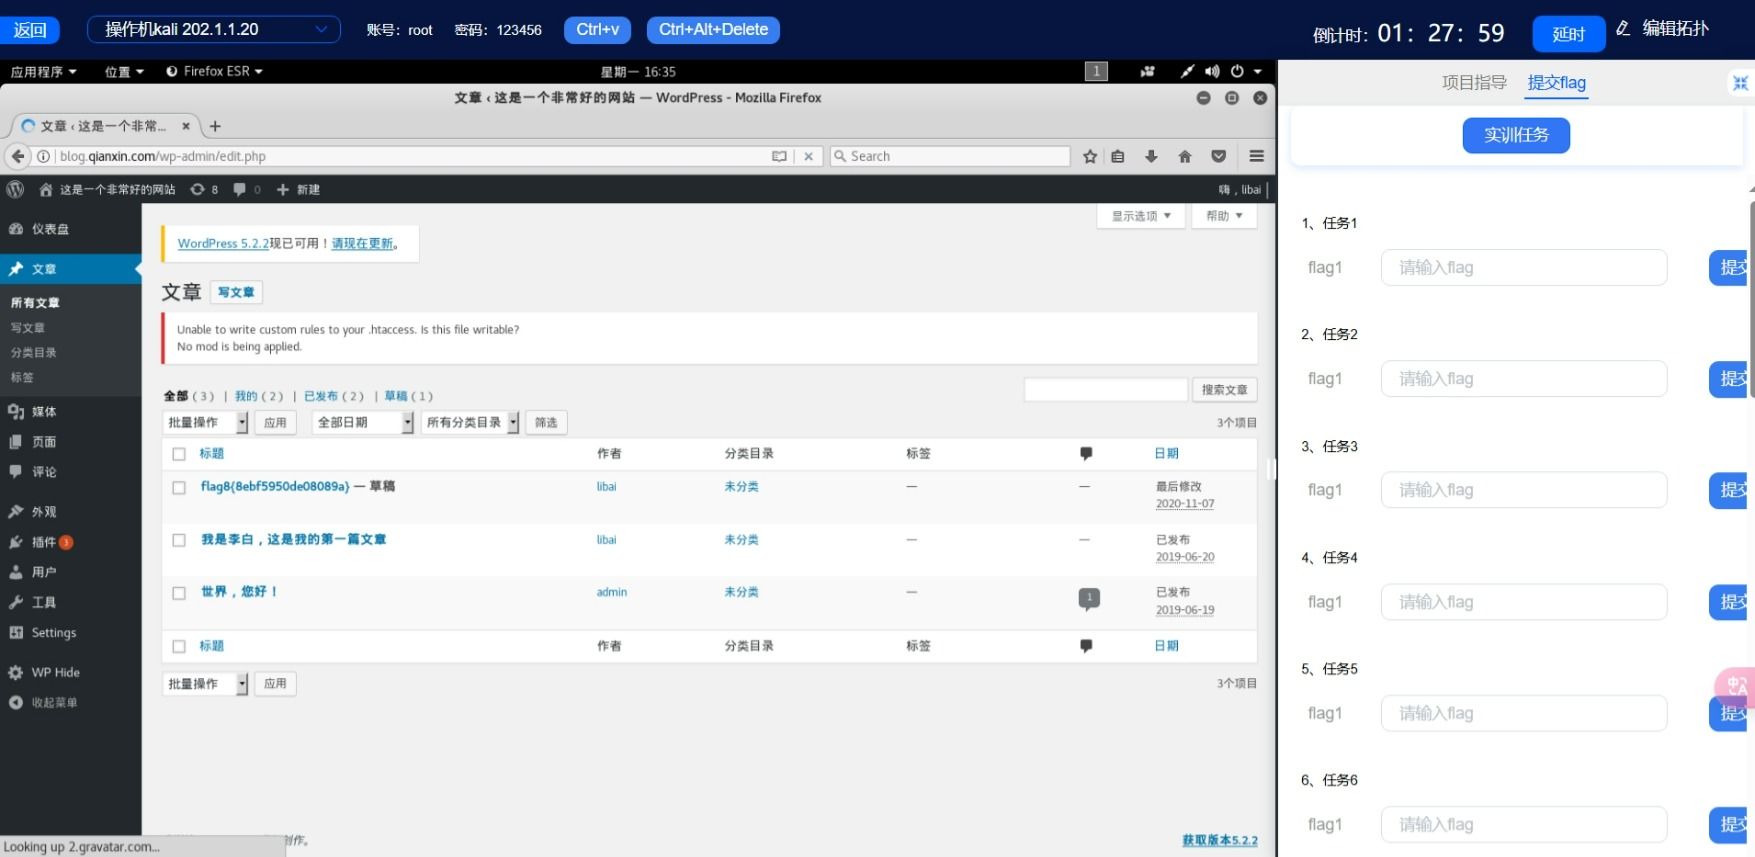 返回 操作机kali 202.1.1.20 账号：root 密码：123456 Ctrl+v Ctrl+Alt+Delete 倒计时：01：27：59 延时 编辑拓扑
应用程序 位置 Firefox ESR 星期一 16:35 1
文章 ‹ 这是一个非常好的网站 — WordPress - Mozilla Firefox
文章 ‹ 这是一个非常...
blog.qianxin.com/wp-admin/edit.php Search
这是一个非常好的网站 8 0 新建 嗨，libai
仪表盘
文章
所有文章
写文章
分类目录
标签
媒体
页面
评论
外观
插件 3
用户
工具
Settings
WP Hide
收起菜单
显示选项 帮助
WordPress 5.2.2现已可用！请现在更新。
文章 写文章
Unable to write custom rules to your .htaccess. Is this file writable?
No mod is being applied.
全部（3） | 我的（2） | 已发布（2） | 草稿（1）
搜索文章
批量操作 应用 全部日期 所有分类目录 筛选 3个项目
标题 作者 分类目录 标签 日期
flag8{8ebf5950de08089a} — 草稿 libai 未分类 — — 最后修改
2020-11-07
我是李白，这是我的第一篇文章 libai 未分类 — — 已发布
2019-06-20
世界，您好！ admin 未分类 — 1 已发布
2019-06-19
标题 作者 分类目录 标签 日期
批量操作 应用 3个项目
创作。 获取版本5.2.2
Looking up 2.gravatar.com...
项目指导 提交flag
实训任务
1、任务1
flag1 请输入flag 提交
2、任务2
flag1 请输入flag 提交
3、任务3
flag1 请输入flag 提交
4、任务4
flag1 请输入flag 提交
5、任务5
flag1 请输入flag 提交
6、任务6
flag1 请输入flag 提交